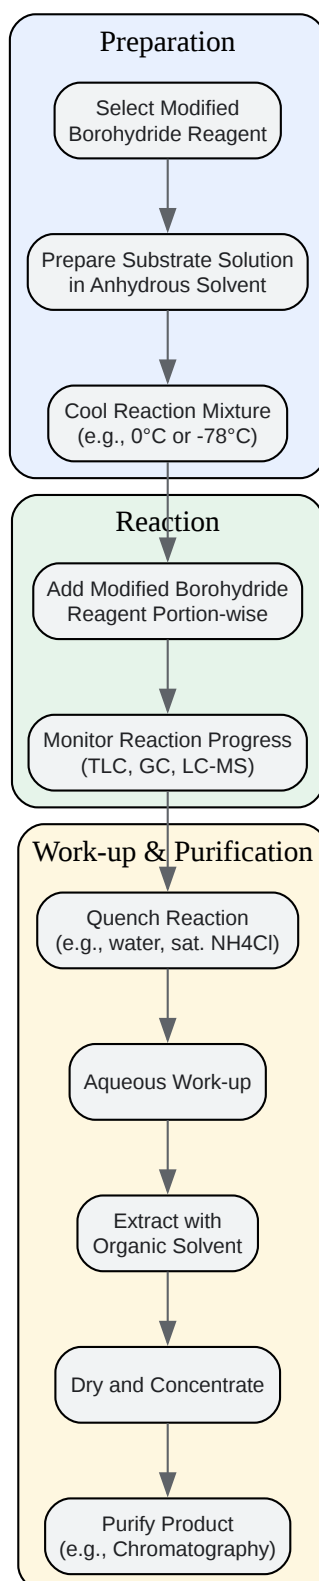 Preparation
Select Modified
Borohydride Reagent
Prepare Substrate Solution
in Anhydrous Solvent
Cool Reaction Mixture
(e.g., 0°C or -78°C)
Reaction
Add Modified Borohydride
Reagent Portion-wise
Monitor Reaction Progress
(TLC, GC, LC-MS)
Work-up & Purification
Quench Reaction
(e.g., water, sat. NH4Cl)
Aqueous Work-up
Extract with
Organic Solvent
Dry and Concentrate
Purify Product
(e.g., Chromatography)